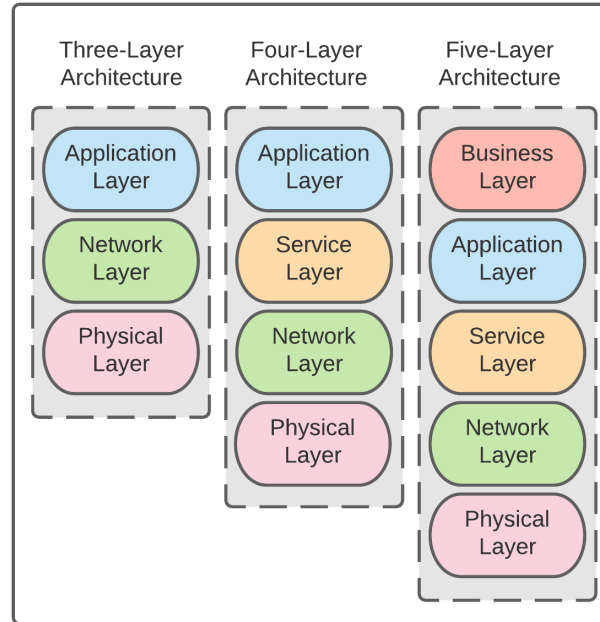 Three-Layer
Architecture
Application
Layer
Network
Layer
Physical
Layer
Four-Layer
Architecture
Application
Layer
Service
Layer
Network
Layer
Physical
Layer
Five-Layer
Architecture
Business
Layer
Application
Layer
Service
Layer
Network
Layer
Physical
Layer